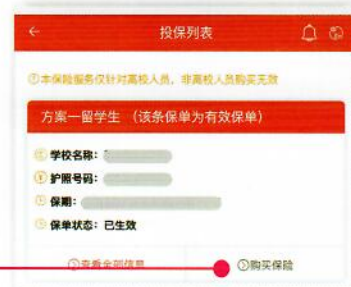 投保列表
①本保险服务仅针对高校人员，非高校人员购买无效
方案一留学生 （该条保单为有效保单）
学校名称：
护照号码：
保期：
保单状态：已生效
查看全部信息
购买保险